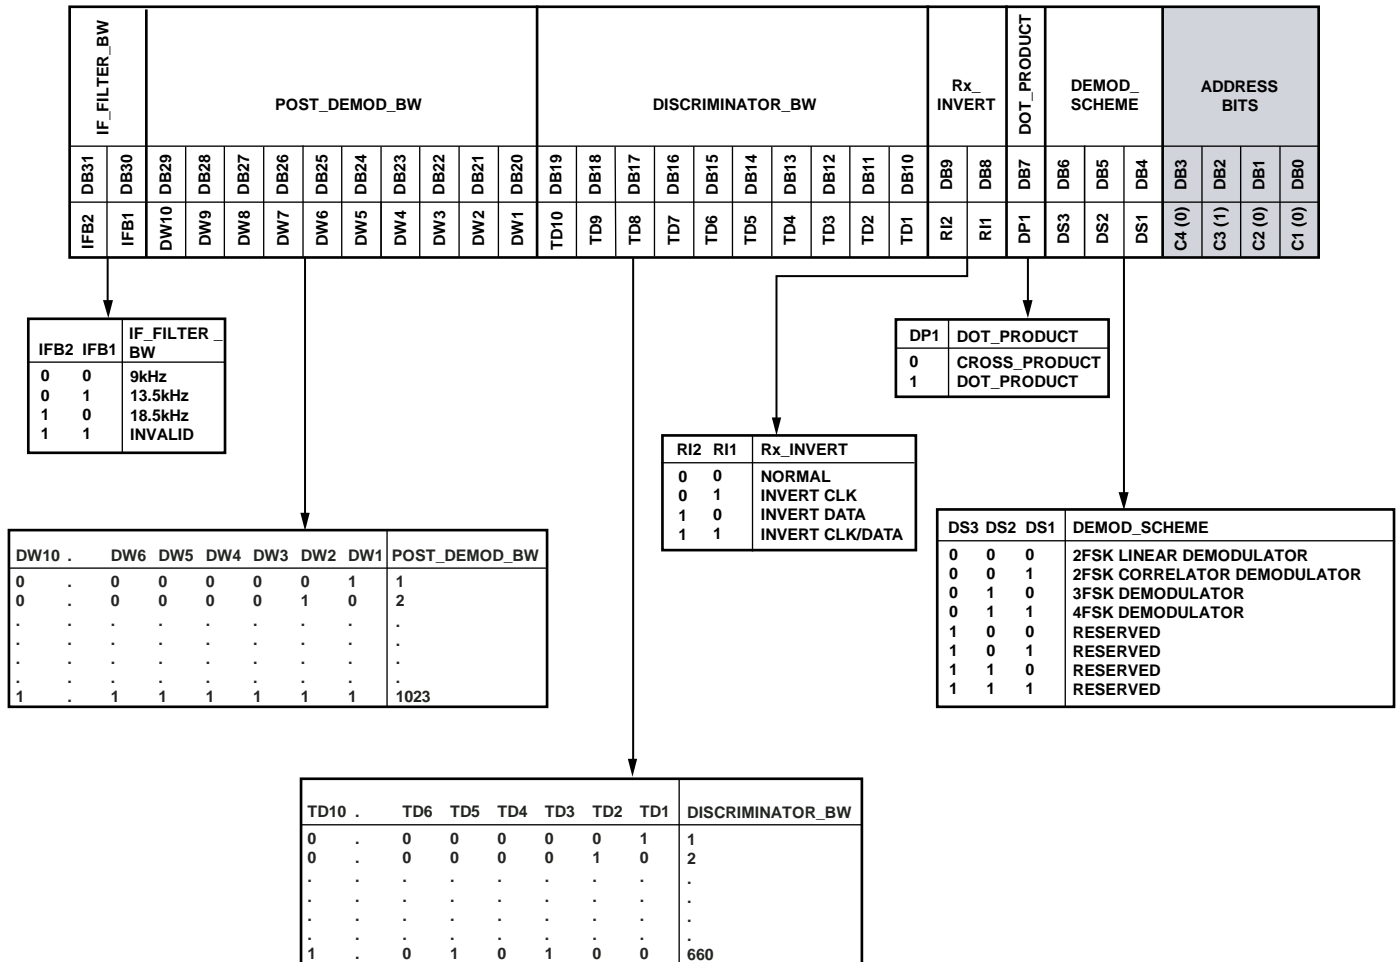 IF_FILTER_BW
POST_DEMOD_BW
DISCRIMINATOR_BW
Rx_
INVERT
DOT_PRODUCT
DEMOD_
SCHEME
ADDRESS
BITS
DB31 DB30 DB29 DB28 DB27 DB26 DB25 DB24 DB23 DB22 DB21 DB20 DB19 DB18 DB17 DB16 DB15 DB14 DB13 DB12 DB11 DB10 DB9 DB8 DB7 DB6 DB5 DB4 DB3 DB2 DB1 DB0
IFB2 IFB1 DW10 DW9 DW8 DW7 DW6 DW5 DW4 DW3 DW2 DW1 TD10 TD9 TD8 TD7 TD6 TD5 TD4 TD3 TD2 TD1 RI2 RI1 DP1 DS3 DS2 DS1 C4 (0) C3 (1) C2 (0) C1 (0)
IFB2 IFB1 IF_FILTER _
BW
0 0 9kHz
0 1 13.5kHz
1 0 18.5kHz
1 1 INVALID
DP1 DOT_PRODUCT
0 CROSS_PRODUCT
1 DOT_PRODUCT
RI2 RI1 Rx_INVERT
0 0 NORMAL
0 1 INVERT CLK
1 0 INVERT DATA
1 1 INVERT CLK/DATA
DS3 DS2 DS1 DEMOD_SCHEME
0 0 0 2FSK LINEAR DEMODULATOR
0 0 1 2FSK CORRELATOR DEMODULATOR
0 1 0 3FSK DEMODULATOR
0 1 1 4FSK DEMODULATOR
1 0 0 RESERVED
1 0 1 RESERVED
1 1 0 RESERVED
1 1 1 RESERVED
DW10 . DW6 DW5 DW4 DW3 DW2 DW1 POST_DEMOD_BW
0 . 0 0 0 0 0 1 1
0 . 0 0 0 0 1 0 2
. . . . . . . . .
. . . . . . . . .
. . . . . . . . .
. . . . . . . . .
1 . 1 1 1 1 1 1 1023
TD10 . TD6 TD5 TD4 TD3 TD2 TD1 DISCRIMINATOR_BW
0 . 0 0 0 0 0 1 1
0 . 0 0 0 0 1 0 2
. . . . . . . . .
. . . . . . . . .
. . . . . . . . .
. . . . . . . . .
1 . 0 1 0 1 0 0 660